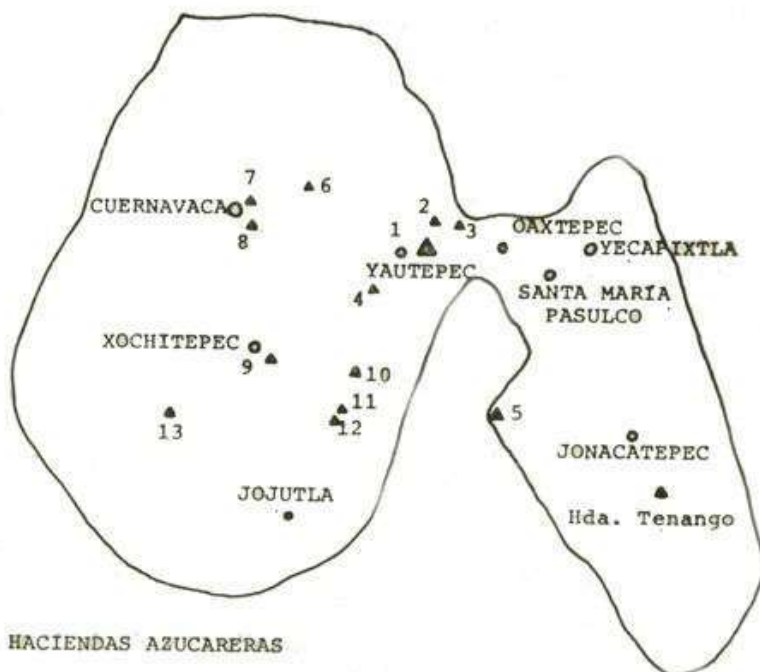 7
6
CUERNAVACA
8
2
3
1
OAXTEPEC
YECAPIXTLA
YAUTEPEC
4
SANTA MARÍA
PASULCO
XOCHITEPEC
9
10
11
12
13
5
JONACATEPEC
JOJUTLA
Hda. Tenango
HACIENDAS AZUCARERAS